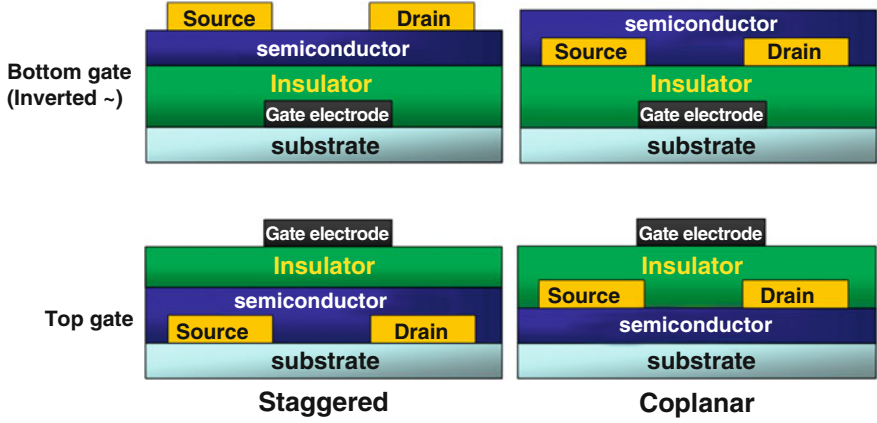 Source Drain
semiconductor
Bottom gate
(Inverted ~)
Insulator
Gate electrode
substrate
semiconductor
Source Drain
Insulator
Gate electrode
substrate
Top gate
Gate electrode
Insulator
semiconductor
Source Drain
substrate
Staggered
Gate electrode
Insulator
Source Drain
semiconductor
substrate
Coplanar